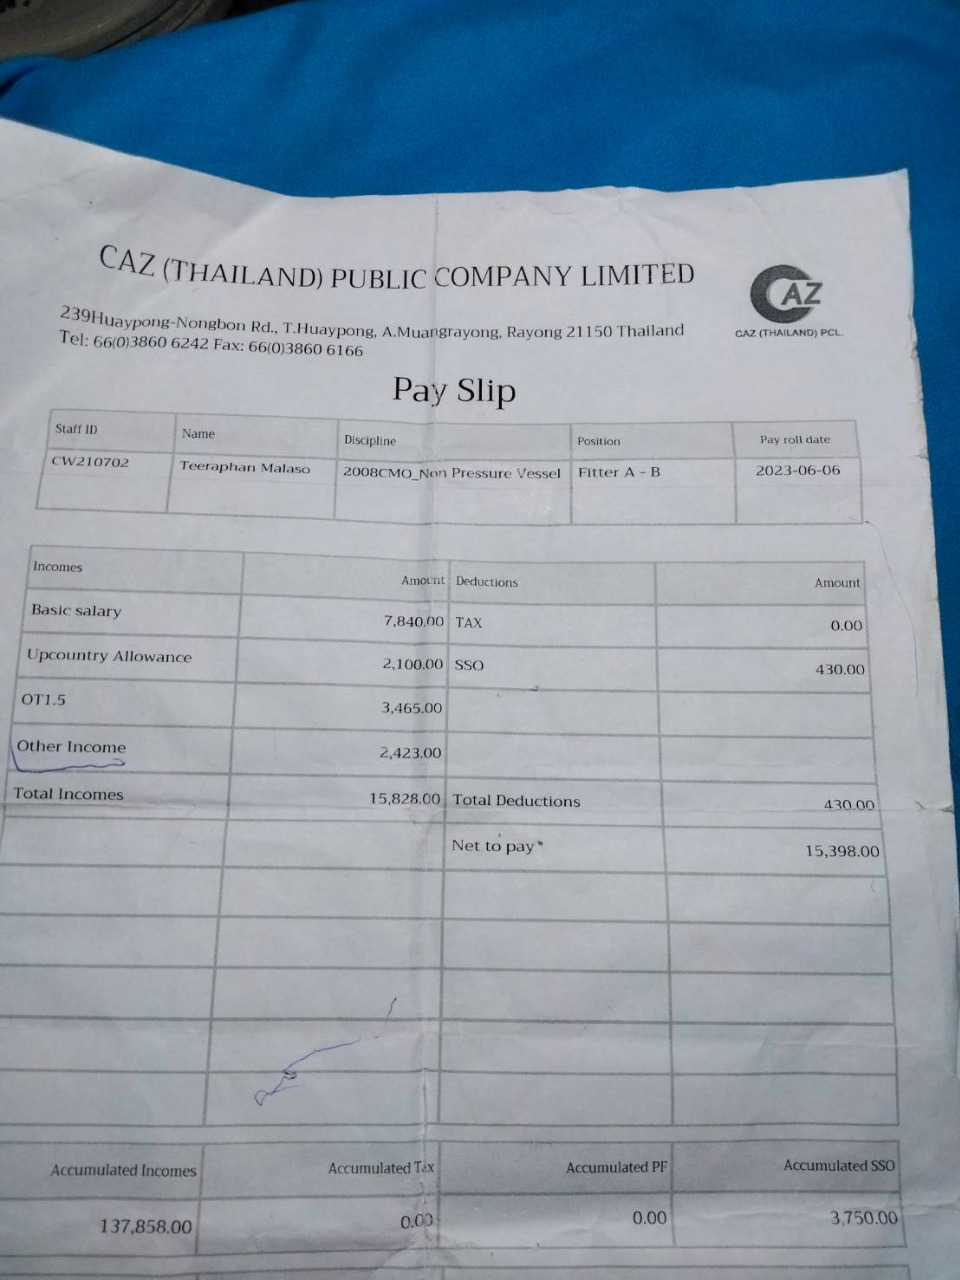 CAZ (THAILAND) PUBLIC COMPANY LIMITED
CAZ
CAZ (THAILAND) PCL.
239Huaypong-Nongbon Rd., T.Huaypong, A.Muangrayong, Rayong 21150 Thailand
Tel: 66(0)3860 6242 Fax: 66(0)3860 6166
Pay Slip
Staff ID Name Discipline Position Pay roll date
CW210702 Teeraphan Malaso 2008CMO_Non Pressure Vessel Fitter A - B 2023-06-06
Incomes Amount Deductions Amount
Basic salary 7,840.00 TAX 0.00
Upcountry Allowance 2,100.00 SSO 430.00
OT1.5 3,465.00
Other Income 2,423.00
Total Incomes 15,828.00 Total Deductions 430.00
Net to pay* 15,398.00
Accumulated Incomes Accumulated Tax Accumulated PF Accumulated SSO
137,858.00 0.00 0.00 3,750.00